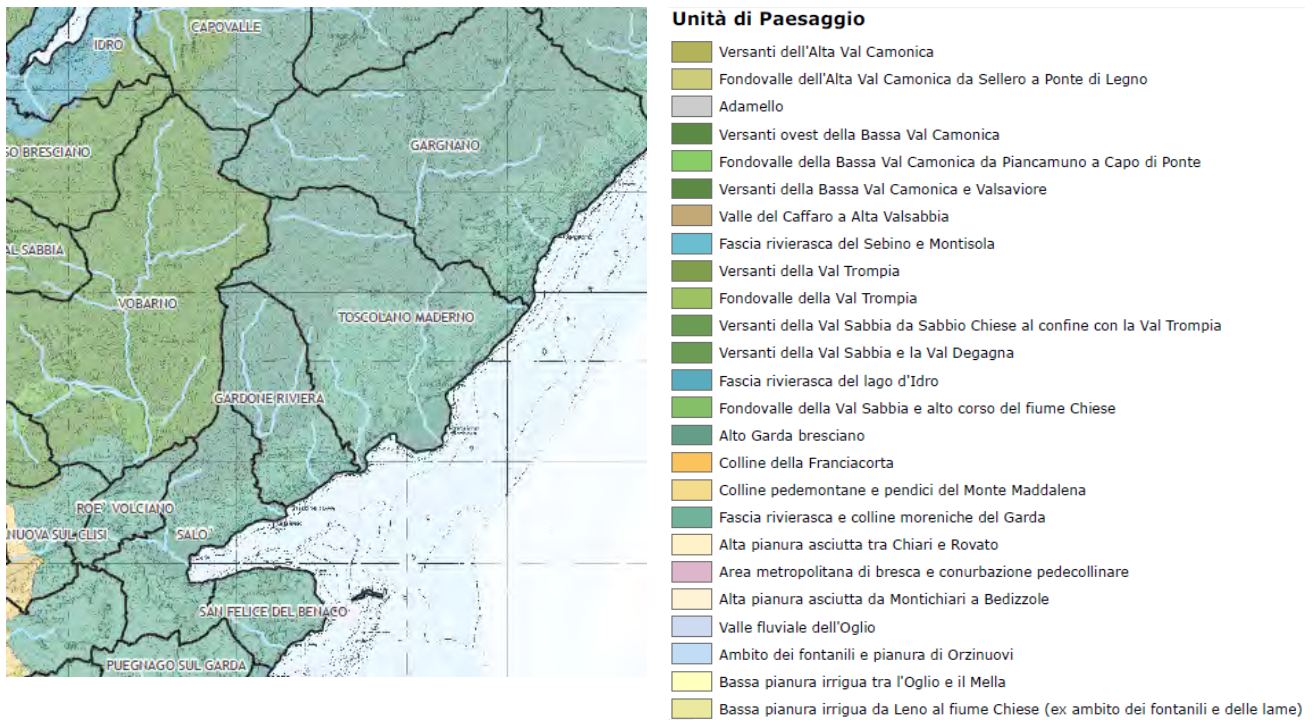 CAPOVALLE
IDRO
SO BRESCIANO
GARGNANO
AL SABBIA
VOBARNO
TOSCOLANO MADERNO
GARDONE RIVIERA
ROE` VOLCIANO
NUOVA SUL CLISI
SALO`
SAN FELICE DEL BENACO
PUEGNAGO SUL GARDA
Unità di Paesaggio
Versanti dell'Alta Val Camonica
Fondovalle dell'Alta Val Camonica da Sellero a Ponte di Legno
Adamello
Versanti ovest della Bassa Val Camonica
Fondovalle della Bassa Val Camonica da Piancamuno a Capo di Ponte
Versanti della Bassa Val Camonica e Valsaviore
Valle del Caffaro a Alta Valsabbia
Fascia rivierasca del Sebino e Montisola
Versanti della Val Trompia
Fondovalle della Val Trompia
Versanti della Val Sabbia da Sabbio Chiese al confine con la Val Trompia
Versanti della Val Sabbia e la Val Degagna
Fascia rivierasca del lago d'Idro
Fondovalle della Val Sabbia e alto corso del fiume Chiese
Alto Garda bresciano
Colline della Franciacorta
Colline pedemontane e pendici del Monte Maddalena
Fascia rivierasca e colline moreniche del Garda
Alta pianura asciutta tra Chiari e Rovato
Area metropolitana di bresca e conurbazione pedecollinare
Alta pianura asciutta da Montichiari a Bedizzole
Valle fluviale dell'Oglio
Ambito dei fontanili e pianura di Orzinuovi
Bassa pianura irrigua tra l'Oglio e il Mella
Bassa pianura irrigua da Leno al fiume Chiese (ex ambito dei fontanili e delle lame)